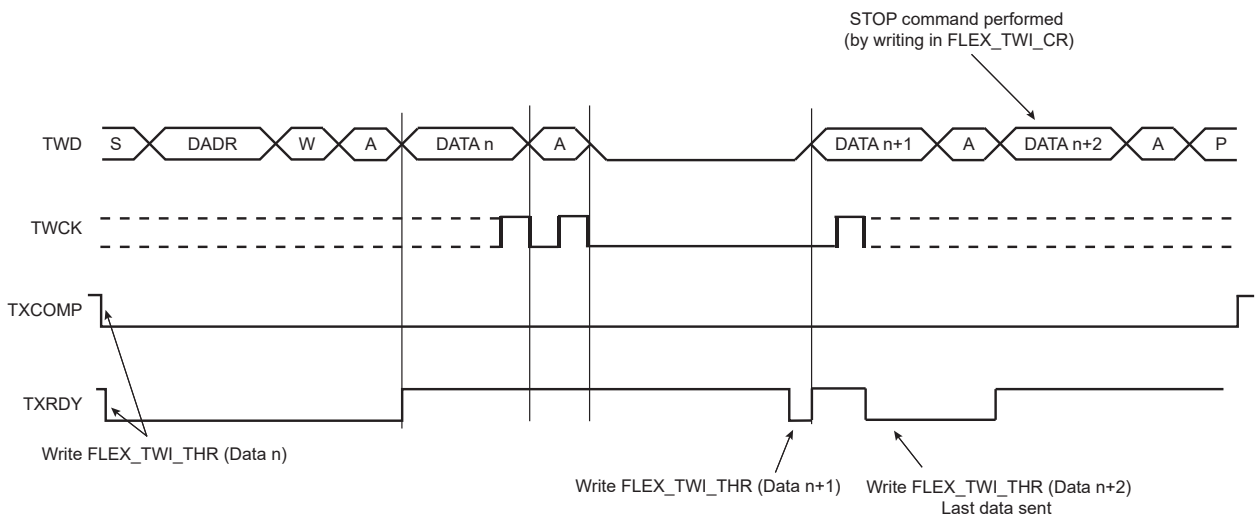 STOP command performed
(by writing in FLEX_TWI_CR)
TWD S DADR W A DATA n A DATA n+1 A DATA n+2 A P
TWCK
TXCOMP
TXRDY
Write FLEX_TWI_THR (Data n)
Write FLEX_TWI_THR (Data n+1) Write FLEX_TWI_THR (Data n+2)
Last data sent